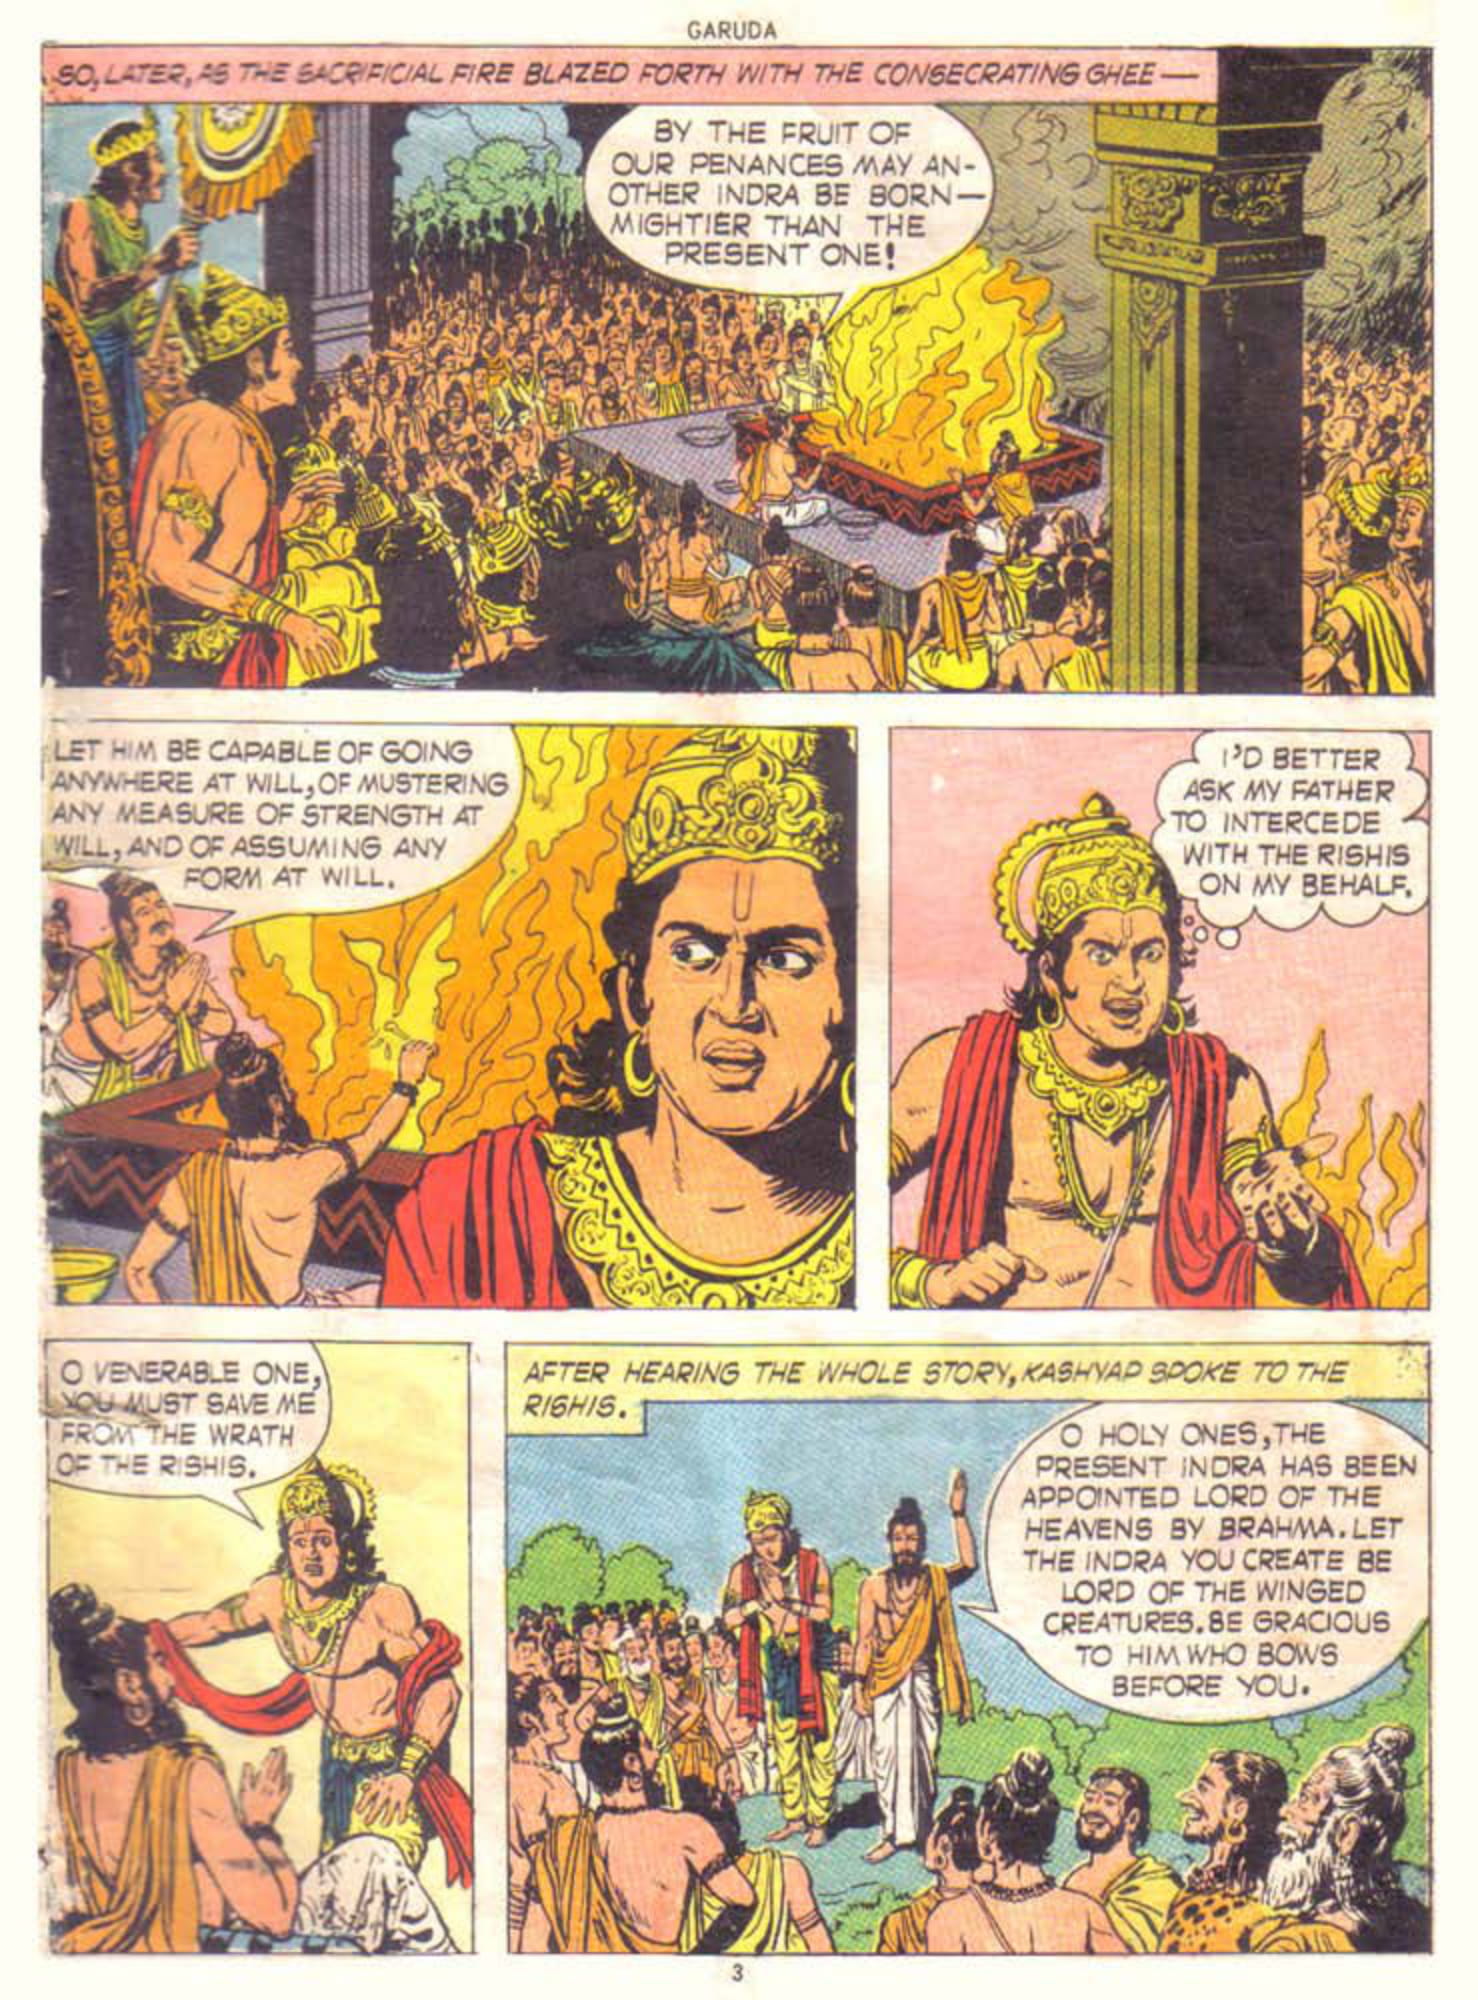 GARUDA
SO, LATER, AS THE SACRIFICIAL FIRE BLAZED FORTH WITH THE CONSECRATING GHEE —
BY THE FRUIT OF
OUR PENANCES MAY AN-
OTHER INDRA BE BORN—
MIGHTIER THAN THE
PRESENT ONE!
LET HIM BE CAPABLE OF GOING
ANYWHERE AT WILL, OF MUSTERING
ANY MEASURE OF STRENGTH AT
WILL, AND OF ASSUMING ANY
FORM AT WILL.
I'D BETTER
ASK MY FATHER
TO INTERCEDE
WITH THE RISHIS
ON MY BEHALF.
O VENERABLE ONE,
YOU MUST SAVE ME
FROM THE WRATH
OF THE RISHIS.
AFTER HEARING THE WHOLE STORY, KASHYAP SPOKE TO THE
RISHIS.
O HOLY ONES, THE
PRESENT INDRA HAS BEEN
APPOINTED LORD OF THE
HEAVENS BY BRAHMA. LET
THE INDRA YOU CREATE BE
LORD OF THE WINGED
CREATURES. BE GRACIOUS
TO HIM WHO BOWS
BEFORE YOU.
3